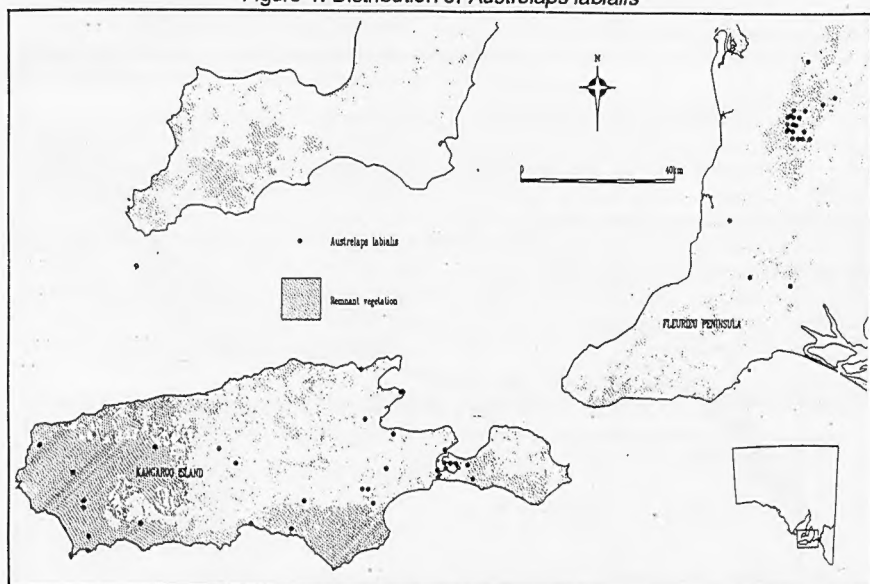 Figure 1. Distribution of Austrelaps labialis
N
0 40km
Austrelaps labialis
Remnant vegetation
FLEURIEU PENINSULA
KANGAROO ISLAND